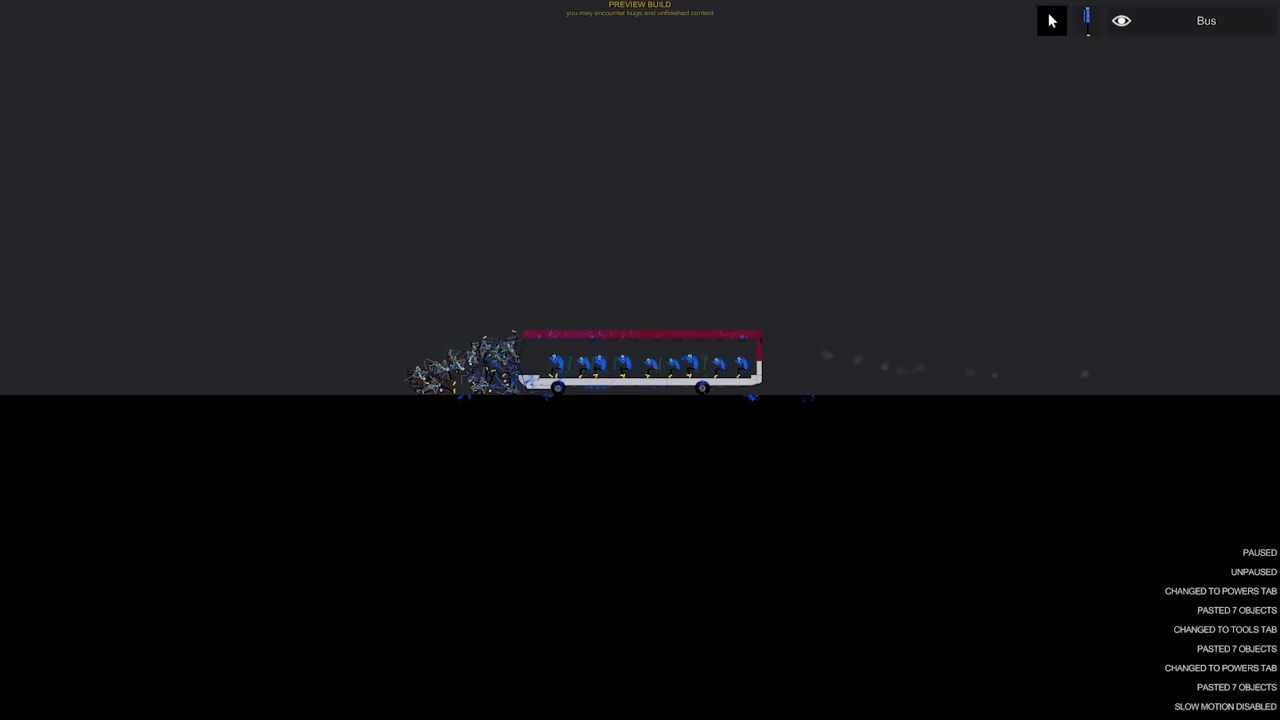 PREVIEW BUILD
you may encounter bugs and unfinished content
Bus
PAUSED
UNPAUSED
CHANGED TO POWERS TAB
PASTED 7 OBJECTS
CHANGED TO TOOLS TAB
PASTED 7 OBJECTS
CHANGED TO POWERS TAB
PASTED 7 OBJECTS
SLOW MOTION DISABLED